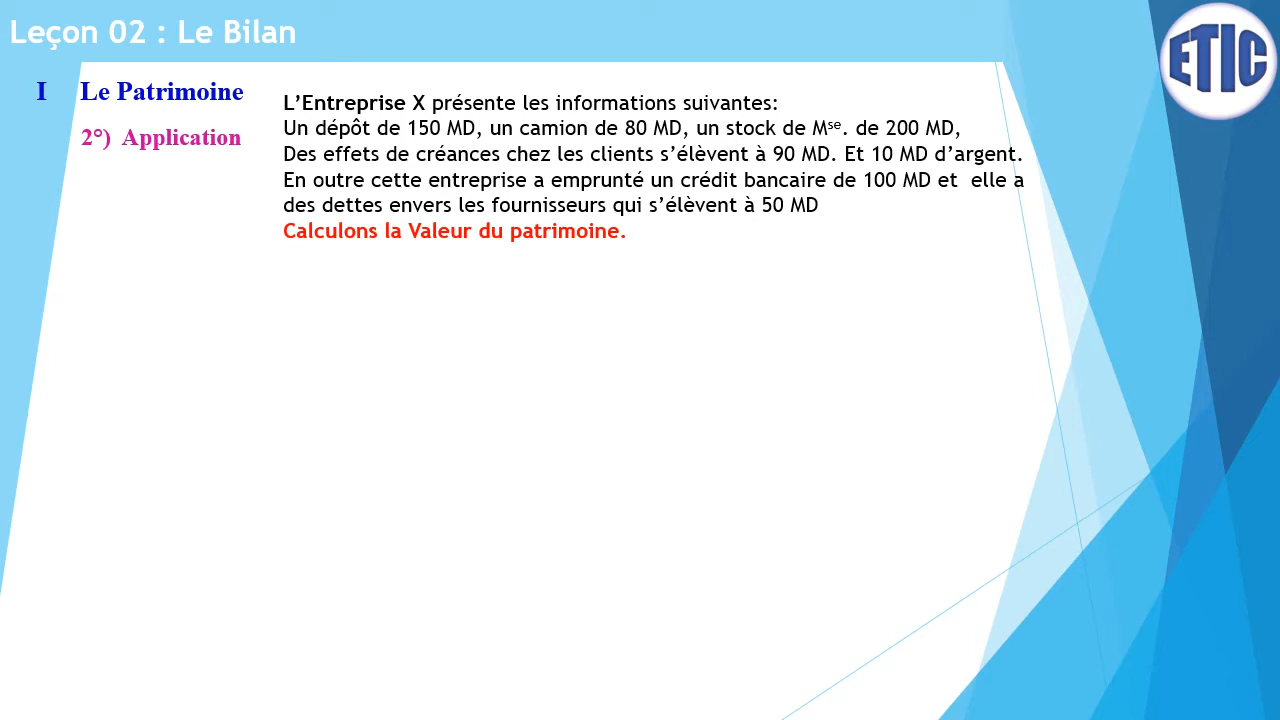 Leçon 02 : Le Bilan
ETIC
I Le Patrimoine
2°) Application
L’Entreprise X présente les informations suivantes:
Un dépôt de 150 MD, un camion de 80 MD, un stock de Mˢᵉ. de 200 MD,
Des effets de créances chez les clients s’élèvent à 90 MD. Et 10 MD d’argent.
En outre cette entreprise a emprunté un crédit bancaire de 100 MD et elle a
des dettes envers les fournisseurs qui s’élèvent à 50 MD
Calculons la Valeur du patrimoine.